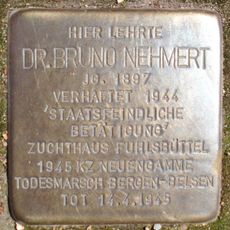 HIER LEHRTE
DR. BRUNO NEHMERT
JG. 1897
VERHAFTET 1944
'STAATSFEINDLICHE
BETÄTIGUNG'
ZUCHTHAUS FUHLSBÜTTEL
1945 KZ NEUENGAMME
TODESMARSCH BERGEN-BELSEN
TOT 14.4.1945